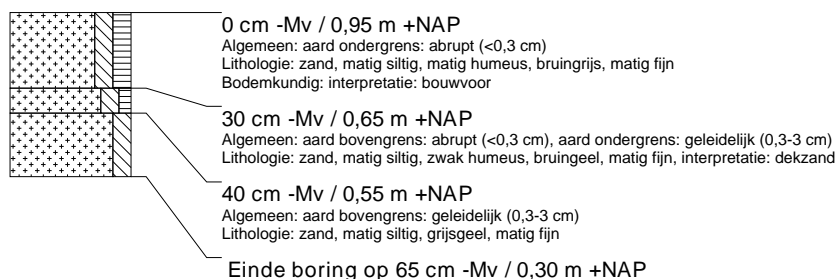 0 cm -Mv / 0,95 m +NAP
Algemeen: aard ondergrens: abrupt (<0,3 cm)
Lithologie: zand, matig siltig, matig humeus, bruingrijs, matig fijn
Bodemkundig: interpretatie: bouwvoor
30 cm -Mv / 0,65 m +NAP
Algemeen: aard bovengrens: abrupt (<0,3 cm), aard ondergrens: geleidelijk (0,3-3 cm)
Lithologie: zand, matig siltig, zwak humeus, bruingeel, matig fijn, interpretatie: dekzand
40 cm -Mv / 0,55 m +NAP
Algemeen: aard bovengrens: geleidelijk (0,3-3 cm)
Lithologie: zand, matig siltig, grijsgeel, matig fijn
Einde boring op 65 cm -Mv / 0,30 m +NAP